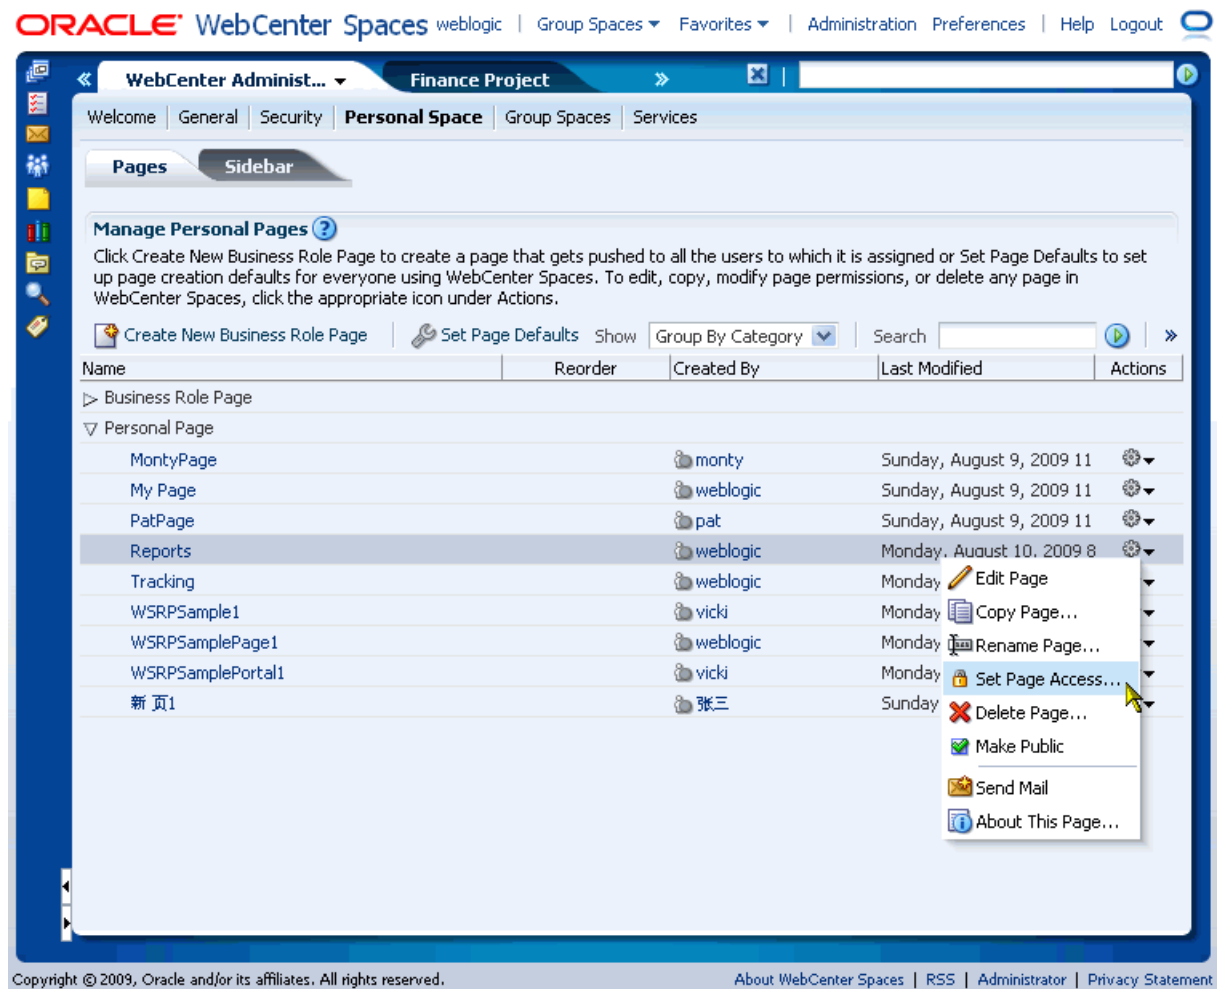 ORACLE WebCenter Spaces weblogic | Group Spaces Favorites | Administration Preferences | Help Logout
WebCenter Administ... Finance Project
Welcome General Security Personal Space Group Spaces Services
Pages Sidebar
Manage Personal Pages ?
Click Create New Business Role Page to create a page that gets pushed to all the users to which it is assigned or Set Page Defaults to set
up page creation defaults for everyone using WebCenter Spaces. To edit, copy, modify page permissions, or delete any page in
WebCenter Spaces, click the appropriate icon under Actions.
Create New Business Role Page Set Page Defaults Show Group By Category Search
Name Reorder Created By Last Modified Actions
Business Role Page
Personal Page
MontyPage monty Sunday, August 9, 2009 11
My Page weblogic Sunday, August 9, 2009 11
PatPage pat Sunday, August 9, 2009 11
Reports weblogic Monday, August 10, 2009 8
Tracking weblogic Monday
WSRPSample1 vicki Monday
WSRPSamplePage1 weblogic Monday
WSRPSamplePortal1 vicki Monday
新 页1 张三 Sunday
Edit Page
Copy Page...
Rename Page...
Set Page Access...
Delete Page...
Make Public
Send Mail
About This Page...
Copyright © 2009, Oracle and/or its affiliates. All rights reserved. About WebCenter Spaces | RSS | Administrator | Privacy Statement